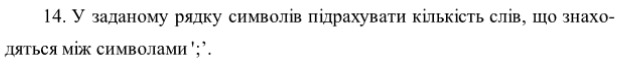 14. У заданому рядку символів підрахувати кількість слів, що знахо-
дяться між символами ';’.